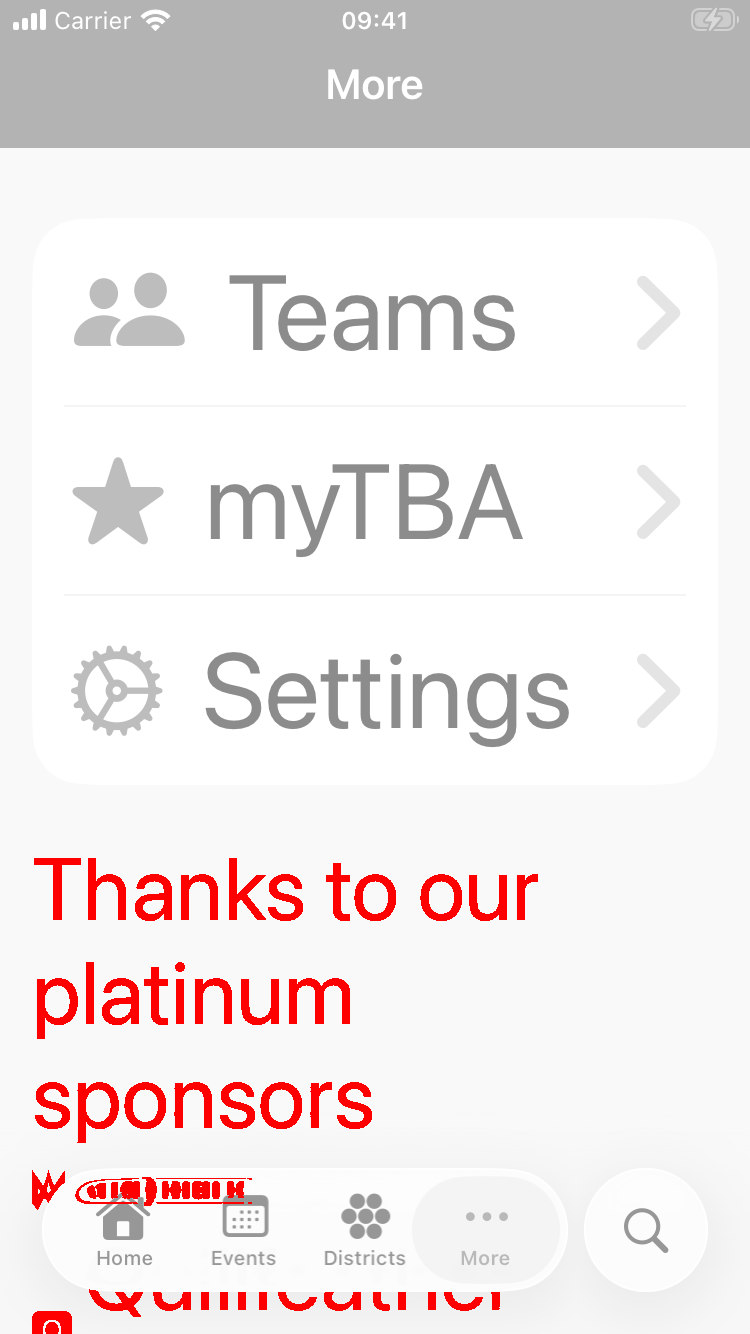 Carrier
09:41
More
Teams
myTBA
Settings
Thanks to our
platinum
sponsors
Home
Events
Districts
More